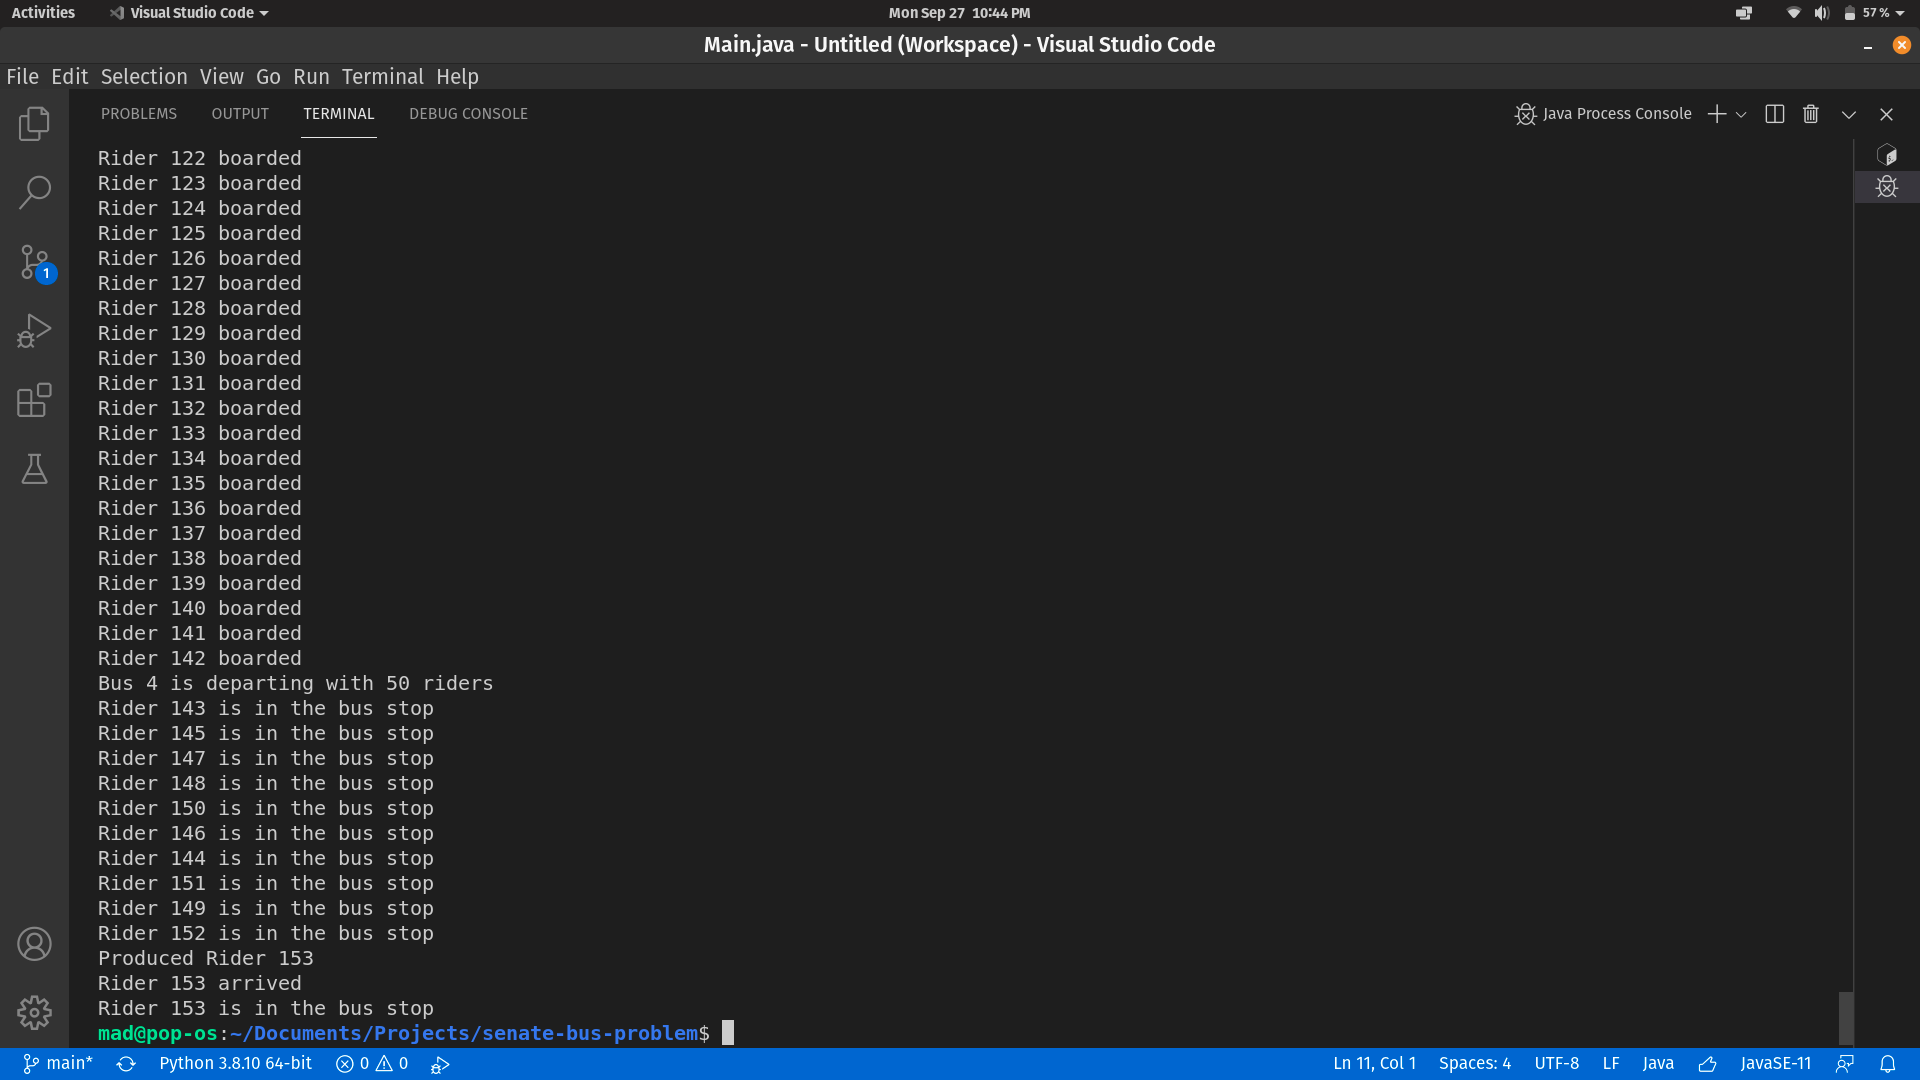 Activities
Visual Studio Code
Mon Sep 27 10:44 PM
57 %
Main.java - Untitled (Workspace) - Visual Studio Code
File Edit Selection View Go Run Terminal Help
PROBLEMS OUTPUT TERMINAL DEBUG CONSOLE
Java Process Console
Rider 122 boarded
Rider 123 boarded
Rider 124 boarded
Rider 125 boarded
Rider 126 boarded
Rider 127 boarded
Rider 128 boarded
Rider 129 boarded
Rider 130 boarded
Rider 131 boarded
Rider 132 boarded
Rider 133 boarded
Rider 134 boarded
Rider 135 boarded
Rider 136 boarded
Rider 137 boarded
Rider 138 boarded
Rider 139 boarded
Rider 140 boarded
Rider 141 boarded
Rider 142 boarded
Bus 4 is departing with 50 riders
Rider 143 is in the bus stop
Rider 145 is in the bus stop
Rider 147 is in the bus stop
Rider 148 is in the bus stop
Rider 150 is in the bus stop
Rider 146 is in the bus stop
Rider 144 is in the bus stop
Rider 151 is in the bus stop
Rider 149 is in the bus stop
Rider 152 is in the bus stop
Produced Rider 153
Rider 153 arrived
Rider 153 is in the bus stop
mad@pop-os:~/Documents/Projects/senate-bus-problem$
1
main* Python 3.8.10 64-bit 0 0
Ln 11, Col 1 Spaces: 4 UTF-8 LF Java JavaSE-11